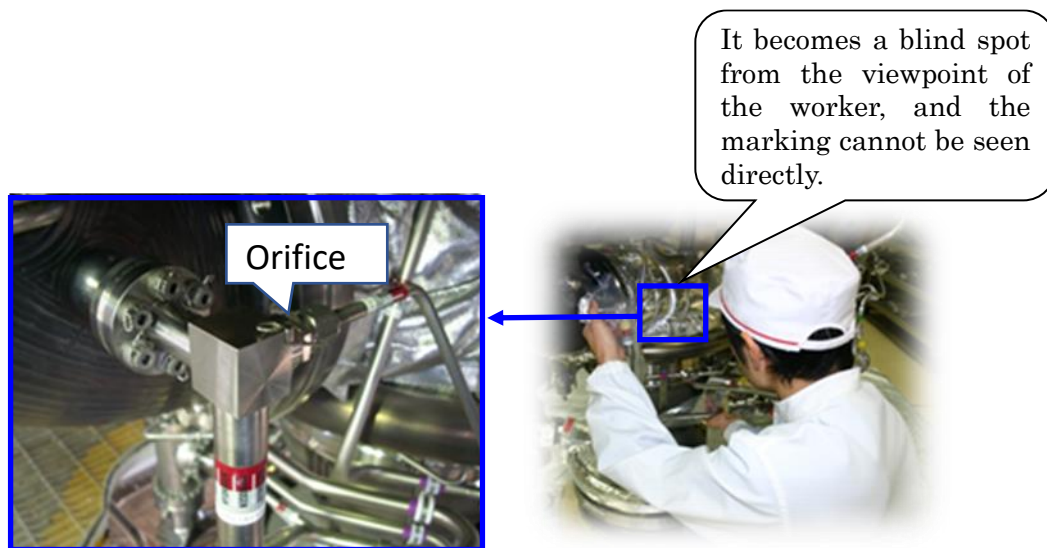 It becomes a blind spot
from the viewpoint of
the worker, and the
marking cannot be seen
directly.
Orifice